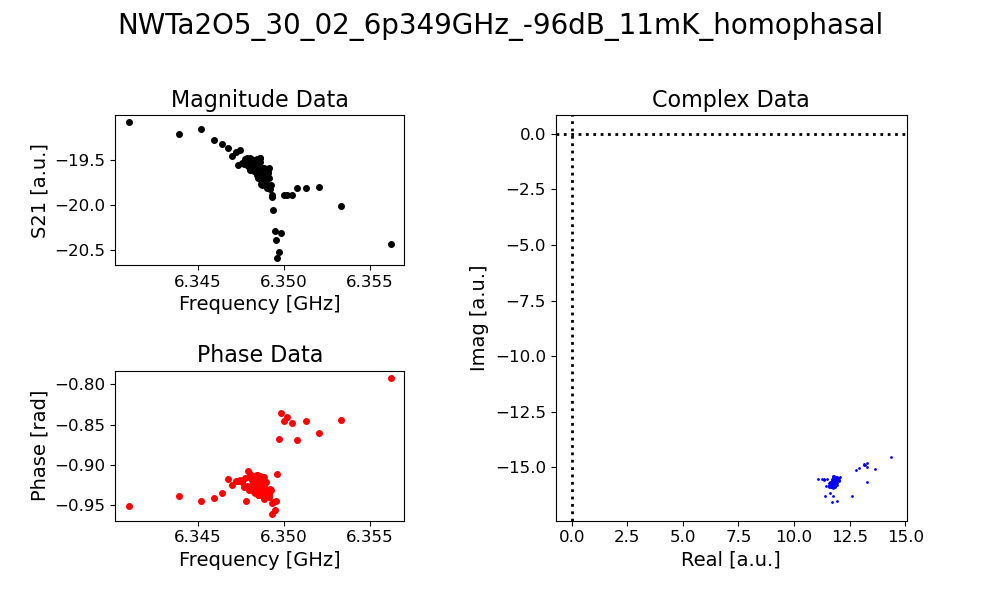 NWTa2O5_30_02_6p349GHz_-96dB_11mK_homophasal
Magnitude Data
S21 [a.u.]
−19.5
−20.0
−20.5
6.345 6.350 6.355
Frequency [GHz]
Phase Data
Phase [rad]
−0.80
−0.85
−0.90
−0.95
6.345 6.350 6.355
Frequency [GHz]
Complex Data
Imag [a.u.]
0.0
−2.5
−5.0
−7.5
−10.0
−12.5
−15.0
0.0 2.5 5.0 7.5 10.0 12.5 15.0
Real [a.u.]